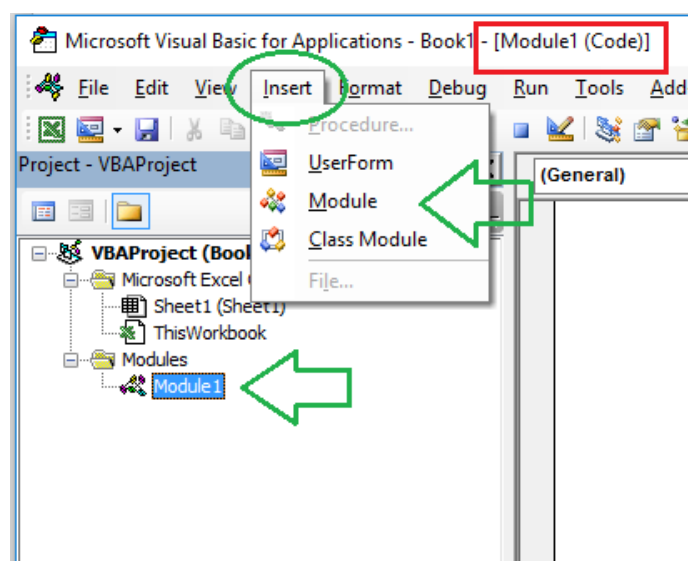 Microsoft Visual Basic for Applications - Book1 - [Module1 (Code)]
File Edit View Insert Format Debug Run Tools Add
Procedure...
Project - VBAProject
UserForm
(General)
Module
Class Module
VBAProject (Book
File...
Microsoft Excel
Sheet1 (Sheet1)
ThisWorkbook
Modules
Module1